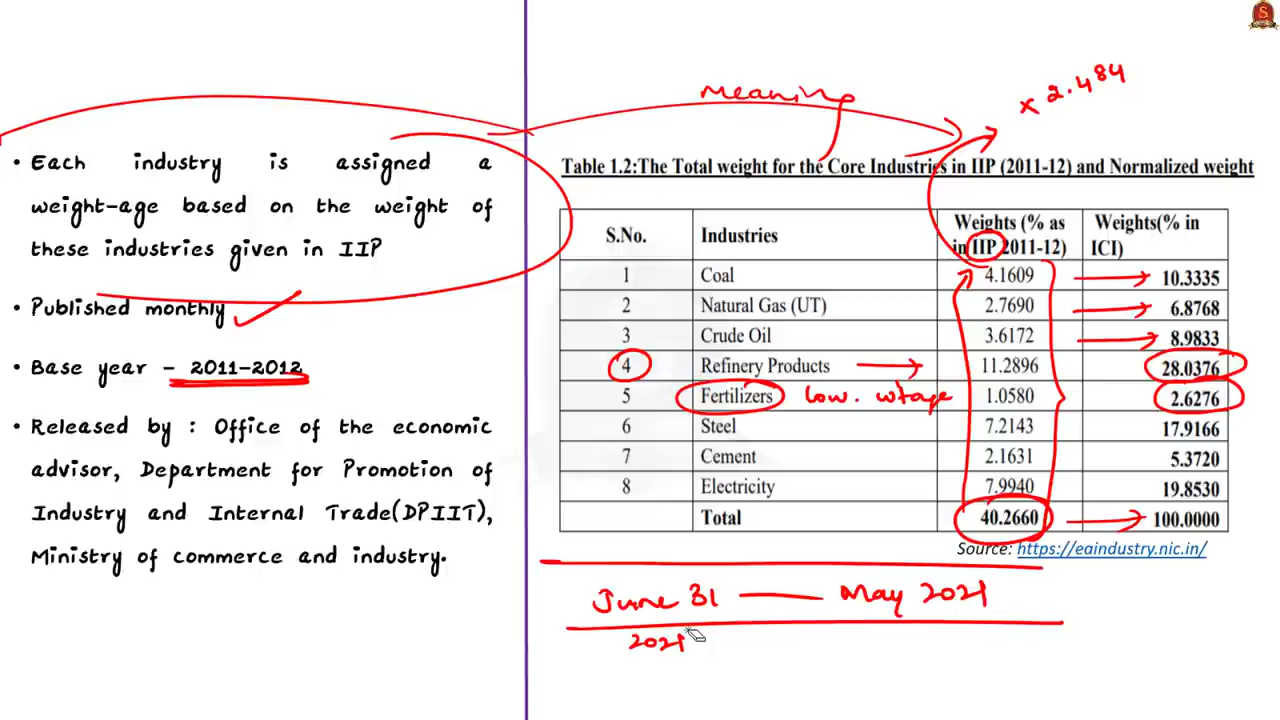 Meaning
× 2.484
• Each industry is assigned a
weight-age based on the weight of
these industries given in IIP
• Published monthly
• Base year - 2011-2012
• Released by : Office of the economic
advisor, Department for Promotion of
Industry and Internal Trade(DPIIT),
Ministry of commerce and industry.
Table 1.2:The Total weight for the Core Industries in IIP (2011-12) and Normalized weight
S.No. Industries Weights (% as in IIP 2011-12) Weights(% in ICI)
1 Coal 4.1609 10.3335
2 Natural Gas (UT) 2.7690 6.8768
3 Crude Oil 3.6172 8.9833
4 Refinery Products 11.2896 28.0376
5 Fertilizers low. wtage 1.0580 2.6276
6 Steel 7.2143 17.9166
7 Cement 2.1631 5.3720
8 Electricity 7.9940 19.8530
Total 40.2660 100.0000
Source: https://eaindustry.nic.in/
June 31 — May 2021
2021